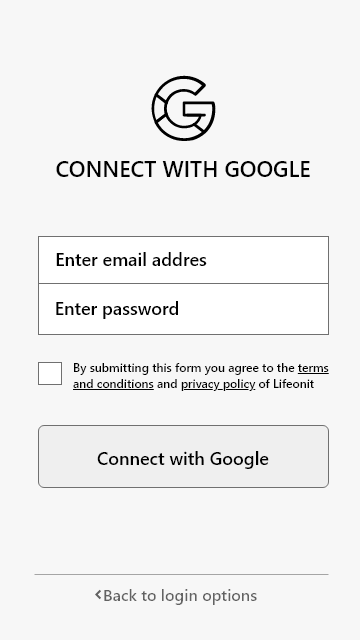 CONNECT WITH GOOGLE
Enter email addres
Enter password
By submitting this form you agree to the terms
and conditions and privacy policy of Lifeonit
Connect with Google
Back to login options